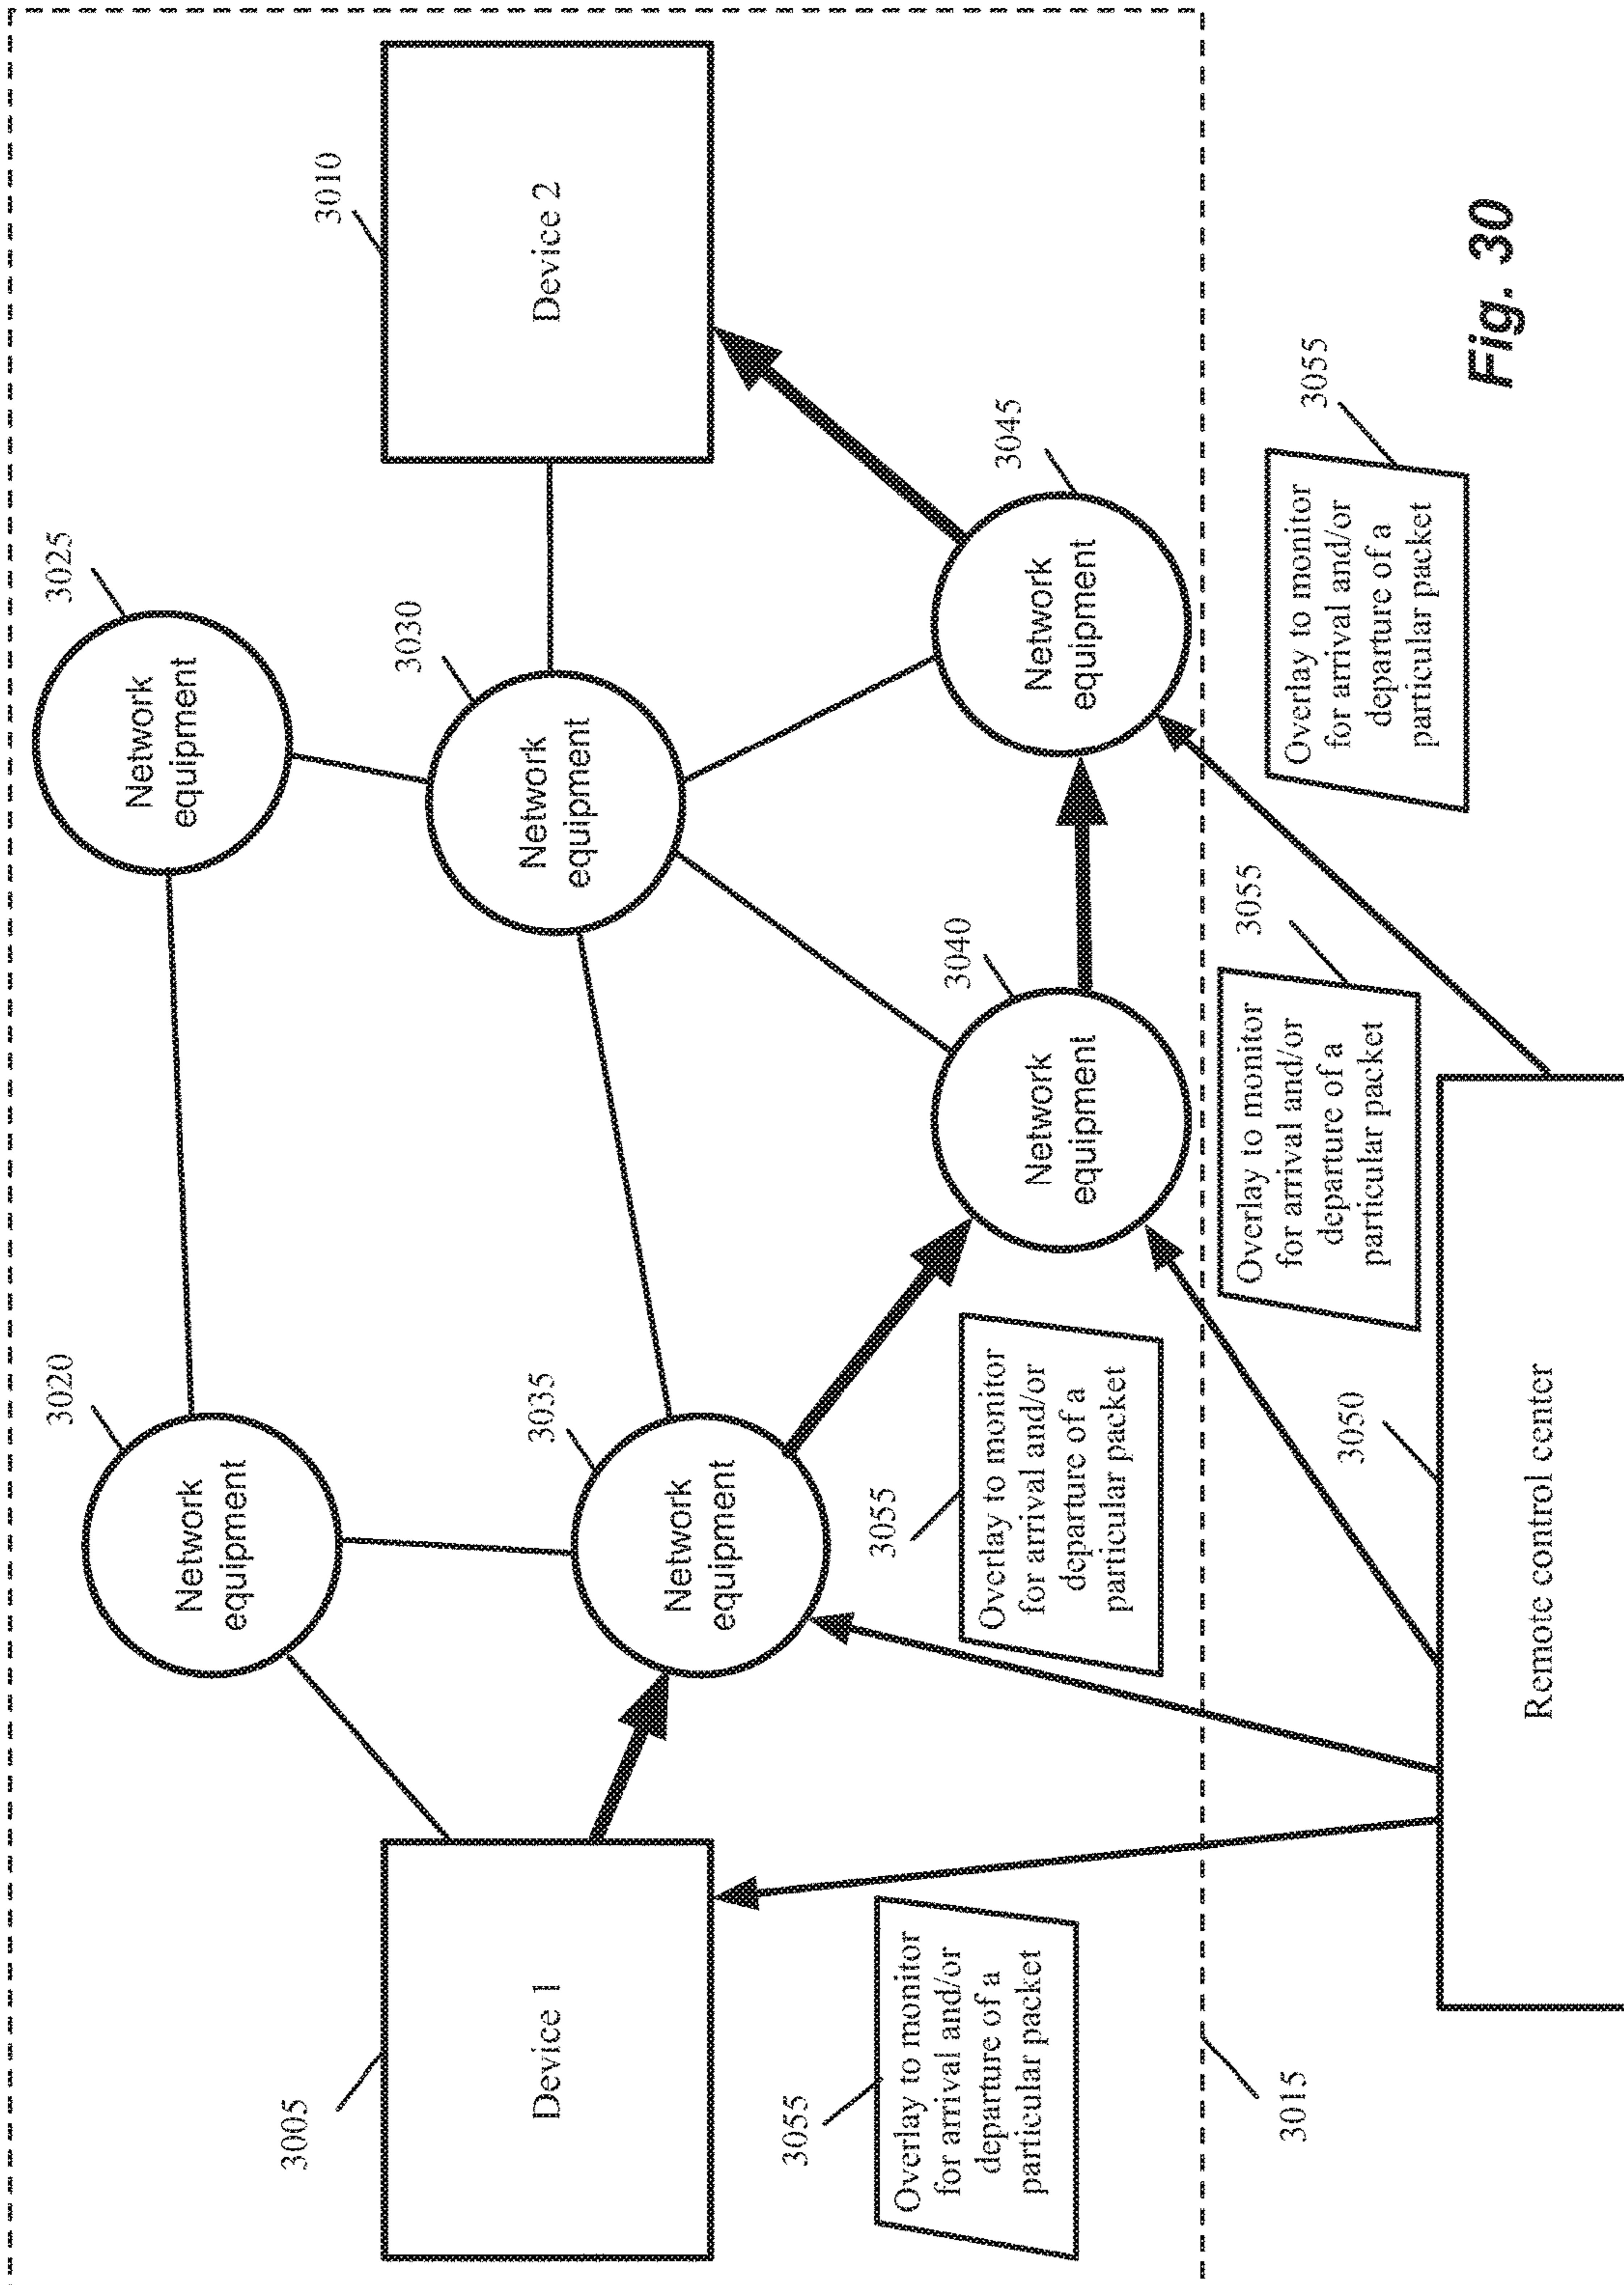 3020
Network
equipment
3025
Network
equipment
3005
Device 1
3035
Network
equipment
3030
Network
equipment
3010
Device 2
3055
Overlay to monitor
for arrival and/or
departure of a
particular packet
3055
Overlay to monitor
for arrival and/or
departure of a
particular packet
3040
Network
equipment
3045
Network
equipment
3015
3050
Remote control center
3055
Overlay to monitor
for arrival and/or
departure of a
particular packet
3055
Overlay to monitor
for arrival and/or
departure of a
particular packet
Fig. 30